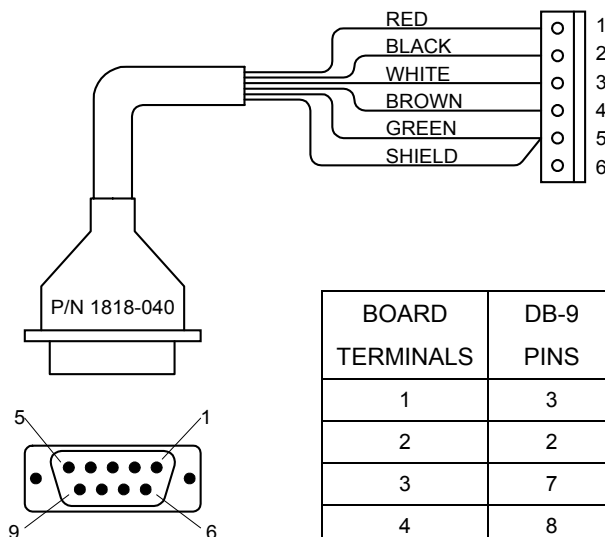 RED
BLACK
WHITE
BROWN
GREEN
SHIELD
1
2
3
4
5
6
P/N 1818-040
5
1
9
6
BOARD TERMINALS DB-9 PINS
1 3
2 2
3 7
4 8